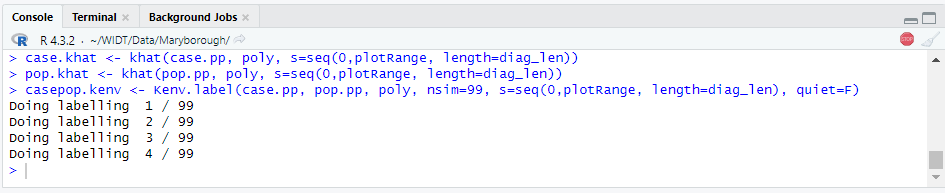 Console Terminal × Background Jobs ×
R R 4.3.2 · ~/WIDT/Data/Maryborough/
> case.khat <- khat(case.pp, poly, s=seq(0,plotRange, length=diag_len))
> pop.khat <- khat(pop.pp, poly, s=seq(0,plotRange, length=diag_len))
> casepop.kenv <- Kenv.label(case.pp, pop.pp, poly, nsim=99, s=seq(0,plotRange, length=diag_len), quiet=F)
Doing labelling  1 / 99
Doing labelling  2 / 99
Doing labelling  3 / 99
Doing labelling  4 / 99
>